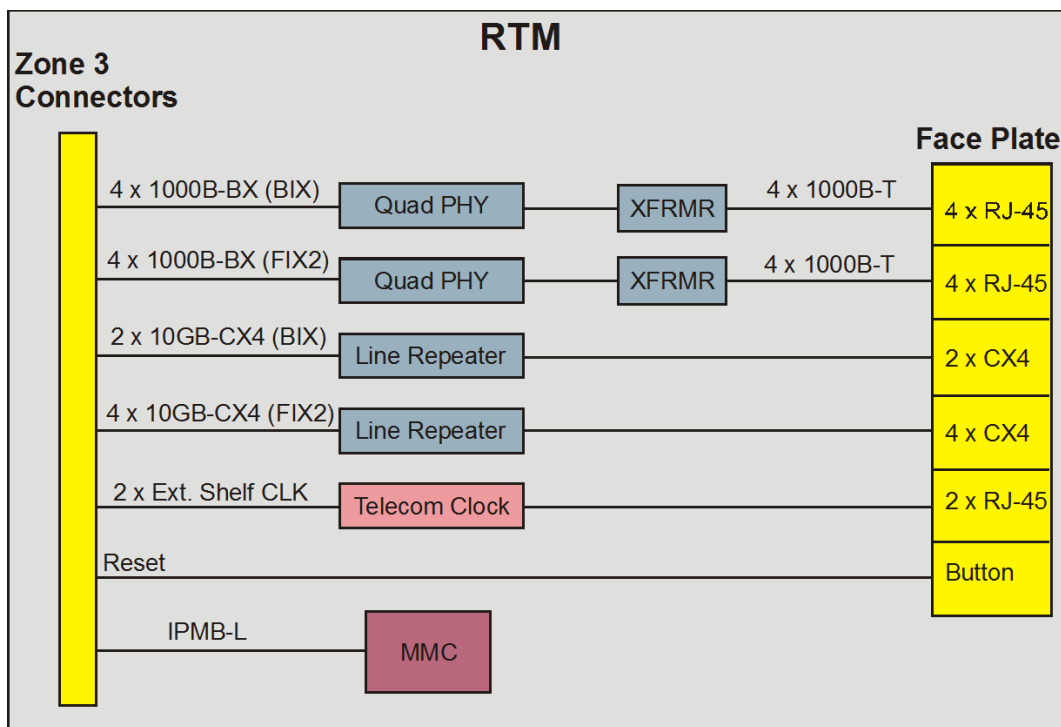 RTM
Zone 3
Connectors
Face Plate
4 x 1000B-BX (BIX)
Quad PHY
XFRMR
4 x 1000B-T
4 x RJ-45
4 x 1000B-BX (FIX2)
Quad PHY
XFRMR
4 x 1000B-T
4 x RJ-45
2 x 10GB-CX4 (BIX)
Line Repeater
2 x CX4
4 x 10GB-CX4 (FIX2)
Line Repeater
4 x CX4
2 x Ext. Shelf CLK
Telecom Clock
2 x RJ-45
Reset
Button
IPMB-L
MMC